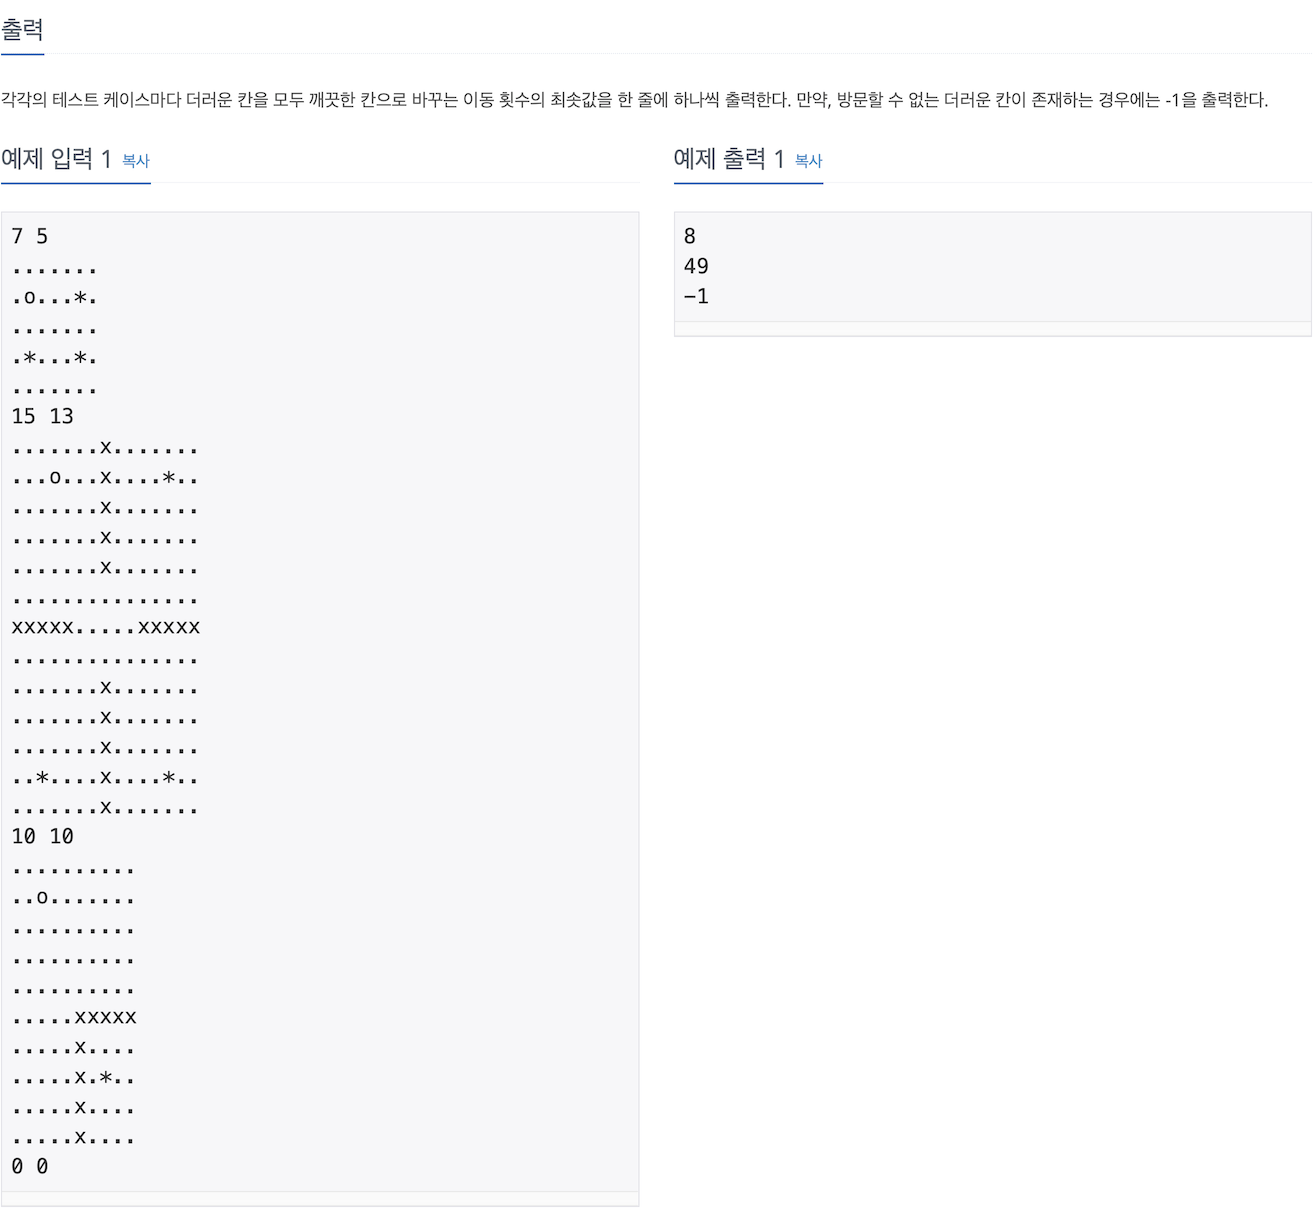 출력
각각의 테스트 케이스마다 더러운 칸을 모두 깨끗한 칸으로 바꾸는 이동 횟수의 최솟값을 한 줄에 하나씩 출력한다. 만약, 방문할 수 없는 더러운 칸이 존재하는 경우에는 -1을 출력한다.
예제 입력 1 복사
7 5
.......
.o...*.
.......
.*...*.
.......
15 13
.......x.......
...o...x....*..
.......x.......
.......x.......
.......x.......
...............
xxxxx.....xxxxx
...............
.......x.......
.......x.......
.......x.......
..*....x....*..
.......x.......
10 10
..........
..o.......
..........
..........
..........
.....xxxxx
.....x....
.....x.*..
.....x....
.....x....
0 0
예제 출력 1 복사
8
49
-1